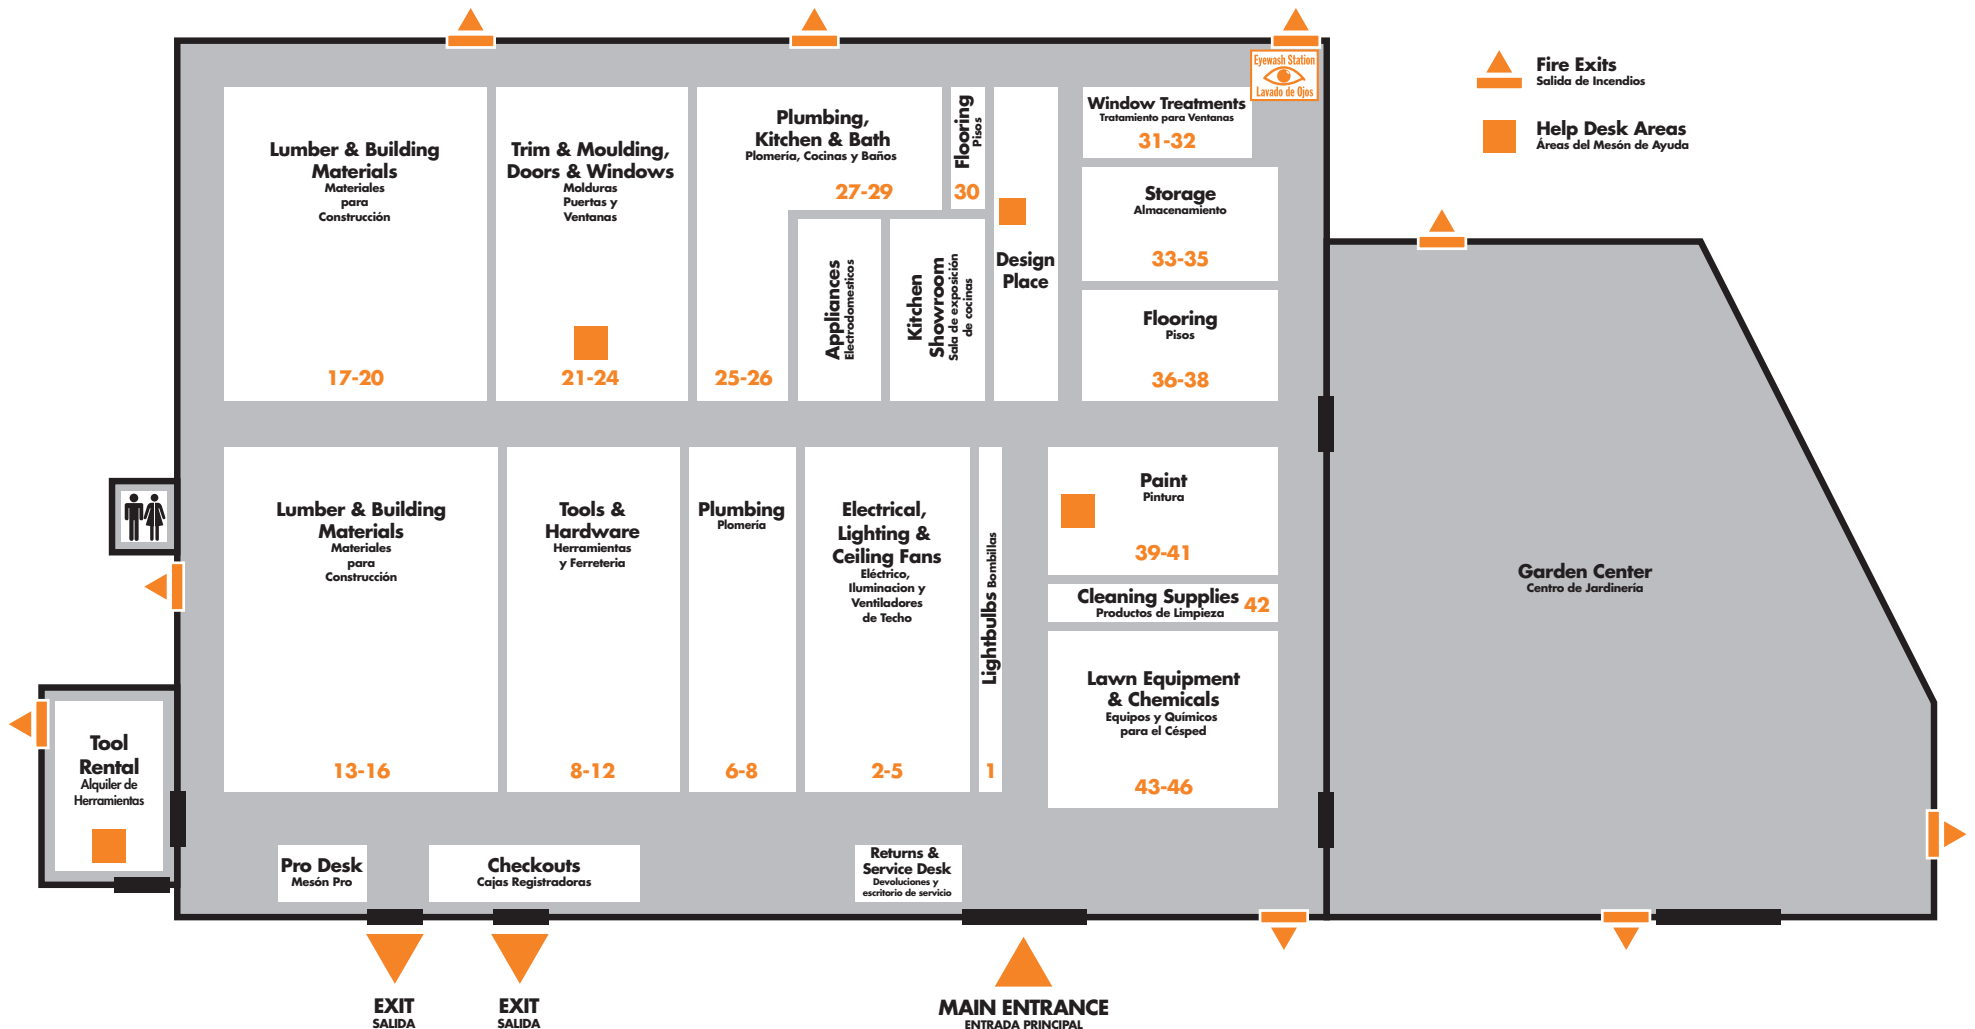 Eyewash Station
Lavado de Ojos
Fire Exits
Salida de Incendios
Help Desk Areas
Áreas del Mesón de Ayuda
Lumber & Building
Materials
Materiales
para
Construcción
17-20
Trim & Moulding,
Doors & Windows
Molduras
Puertas y
Ventanas
21-24
Plumbing,
Kitchen & Bath
Plomería, Cocinas y Baños
27-29
25-26
Flooring
Pisos
30
Appliances
Electrodomesticos
Kitchen
Showroom
Sala de exposición
de cocinas
Design
Place
Window Treatments
Tratamiento para Ventanas
31-32
Storage
Almacenamiento
33-35
Flooring
Pisos
36-38
Lumber & Building
Materials
Materiales
para
Construcción
13-16
Tools &
Hardware
Herramientas
y Ferreteria
8-12
Plumbing
Plomería
6-8
Electrical,
Lighting &
Ceiling Fans
Eléctrico,
Iluminacion y
Ventiladores
de Techo
2-5
Lightbulbs Bombillas
1
Paint
Pintura
39-41
Cleaning Supplies 42
Productos de Limpieza
Lawn Equipment
& Chemicals
Equipos y Químicos
para el Césped
43-46
Garden Center
Centro de Jardinería
Tool
Rental
Alquiler de
Herramientas
Pro Desk
Mesón Pro
Checkouts
Cajas Registradoras
Returns &
Service Desk
Devoluciones y
escritorio de servicio
EXIT
SALIDA
EXIT
SALIDA
MAIN ENTRANCE
ENTRADA PRINCIPAL